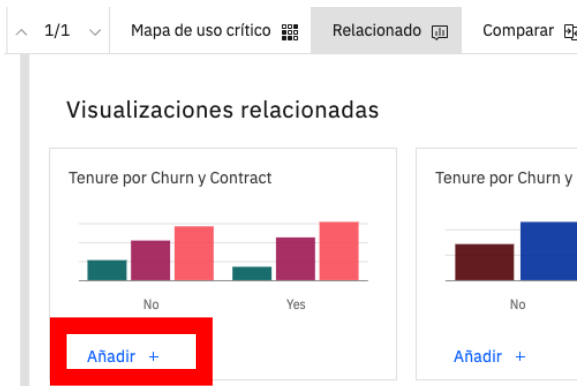 1/1 Mapa de uso crítico Relacionado Comparar
Visualizaciones relacionadas
Tenure por Churn y Contract
Tenure por Churn y
No Yes
No
Añadir +
Añadir +